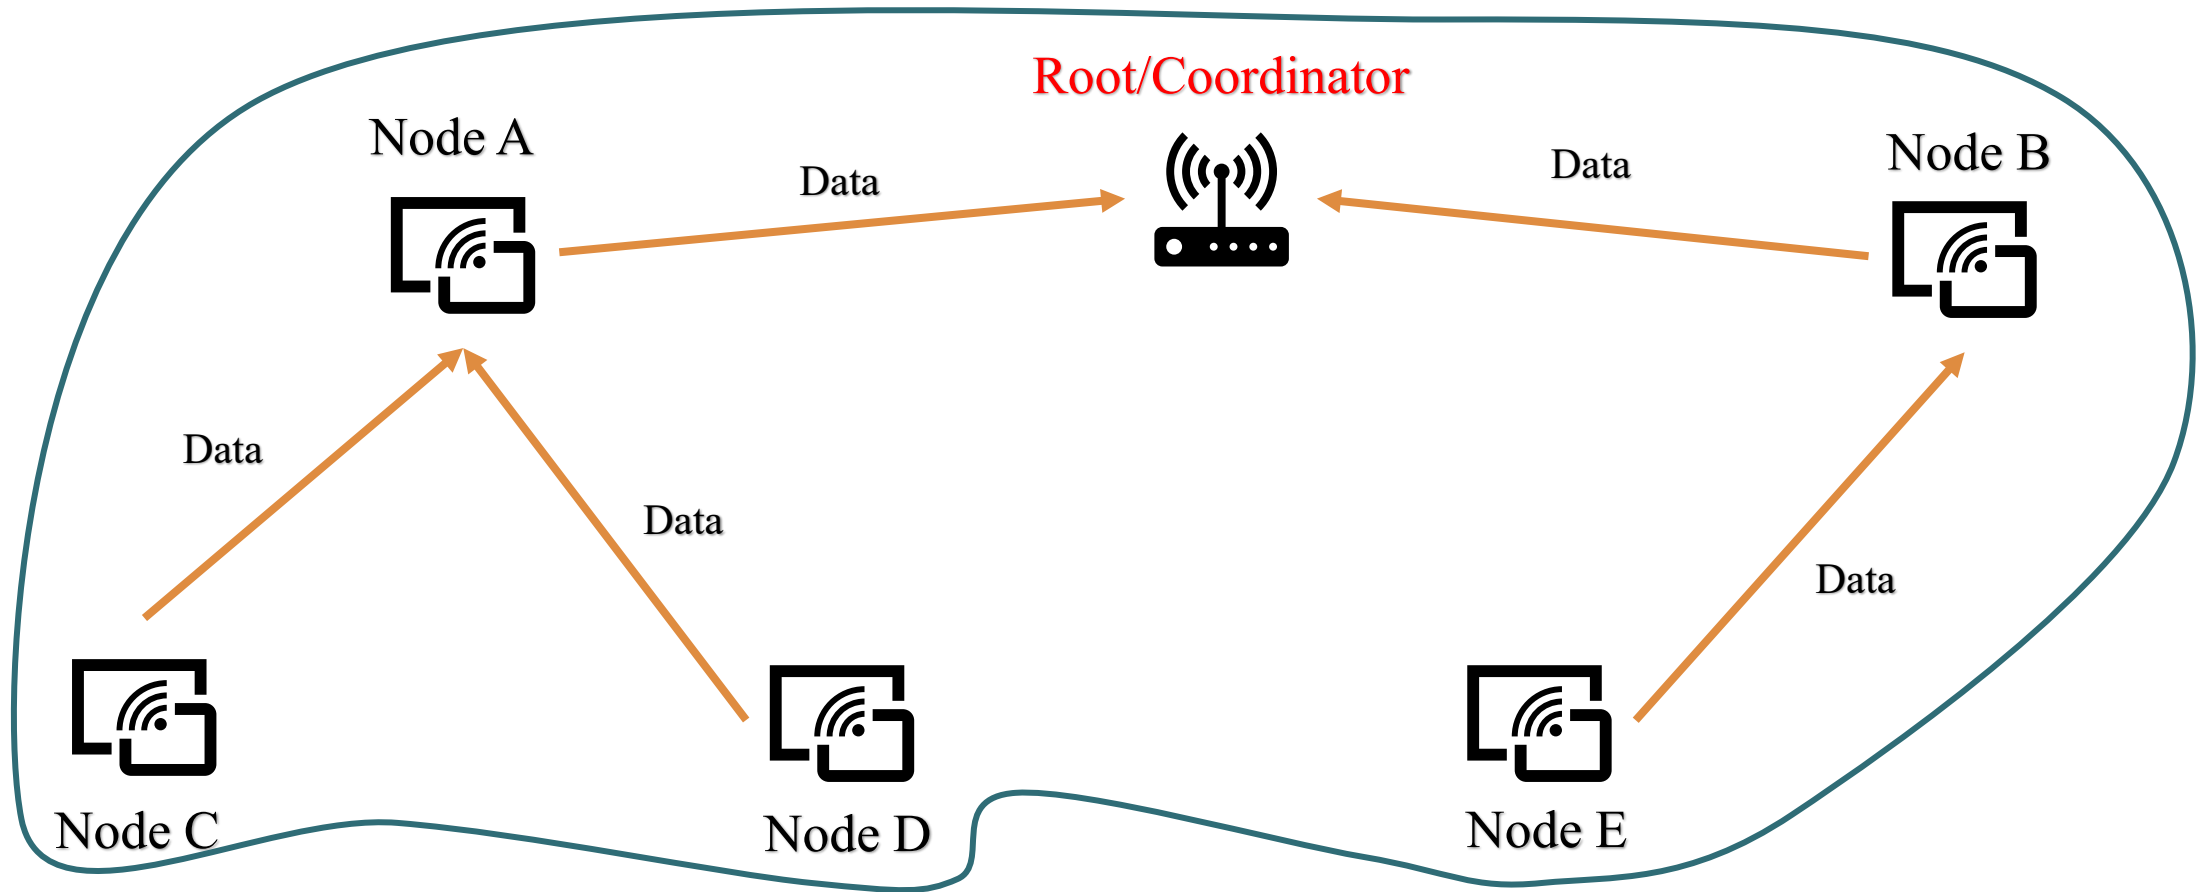 Root/Coordinator
Node A
Data
Data
Node B
Data
Data
Data
Node C
Node D
Node E